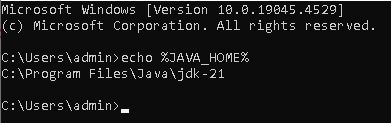 Microsoft Windows [Version 10.0.19045.4529]
(c) Microsoft Corporation. All rights reserved.
C:\Users\admin>echo %JAVA_HOME%
C:\Program Files\Java\jdk-21
C:\Users\admin>